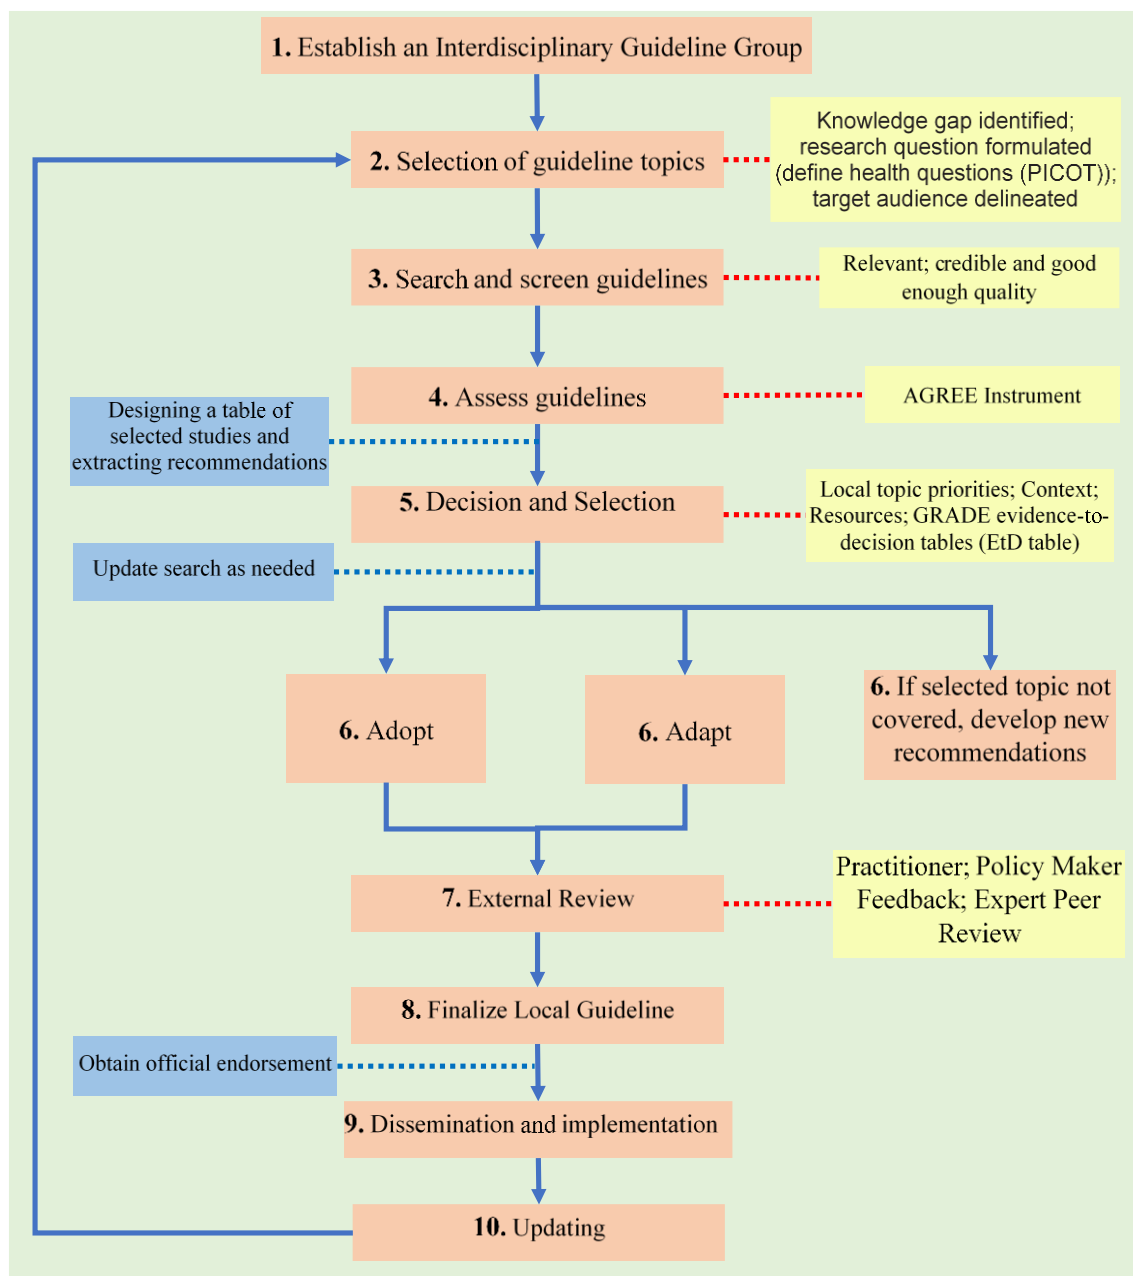 1. Establish an Interdisciplinary Guideline Group
2. Selection of guideline topics
Knowledge gap identified;
research question formulated
(define health questions (PICOT));
target audience delineated
3. Search and screen guidelines
Relevant; credible and good
enough quality
4. Assess guidelines
AGREE Instrument
Designing a table of
selected studies and
extracting recommendations
5. Decision and Selection
Local topic priorities; Context;
Resources; GRADE evidence-to-
decision tables (EtD table)
Update search as needed
6. Adopt
6. Adapt
6. If selected topic not
covered, develop new
recommendations
7. External Review
Practitioner; Policy Maker
Feedback; Expert Peer
Review
8. Finalize Local Guideline
Obtain official endorsement
9. Dissemination and implementation
10. Updating